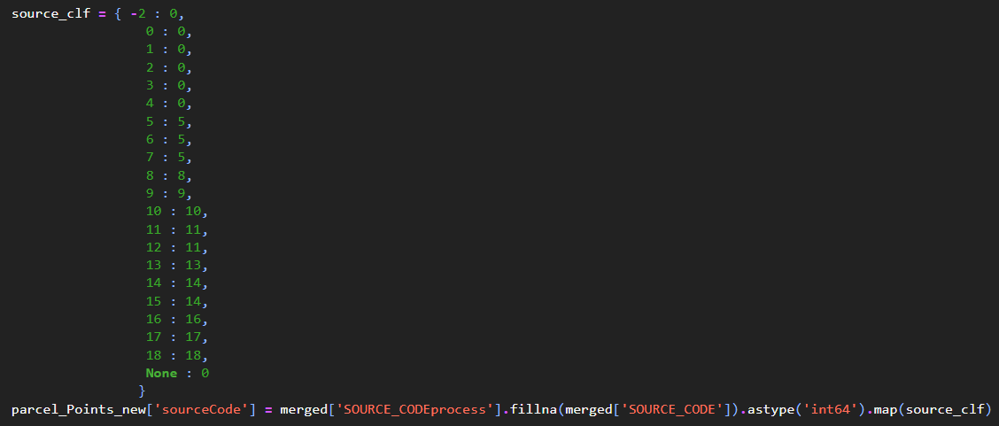 source_clf = { -2 : 0,
0 : 0,
1 : 0,
2 : 0,
3 : 0,
4 : 0,
5 : 5,
6 : 5,
7 : 5,
8 : 8,
9 : 9,
10 : 10,
11 : 11,
12 : 11,
13 : 13,
14 : 14,
15 : 14,
16 : 16,
17 : 17,
18 : 18,
None : 0
}
parcel_Points_new['sourceCode'] = merged['SOURCE_CODEprocess'].fillna(merged['SOURCE_CODE']).astype('int64').map(source_clf)